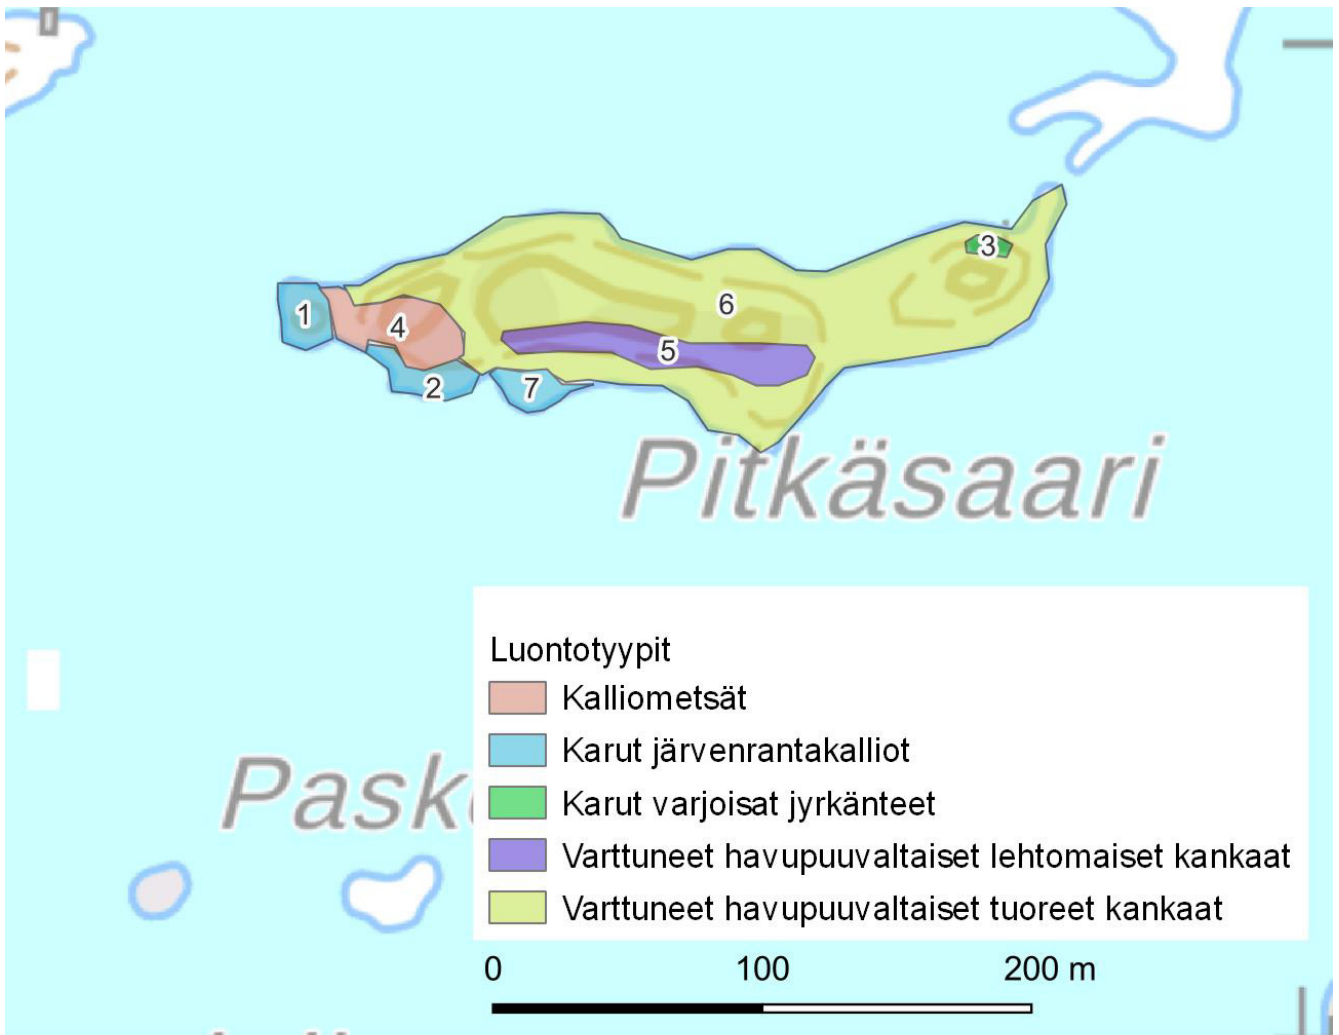 3
6
1
4
5
2
7
Pitkäsaari
Luontotyypit
Kalliometsät
Karut järvenrantakalliot
Karut varjoisat jyrkänteet
Varttuneet havupuuvaltaiset lehtomaiset kankaat
Varttuneet havupuuvaltaiset tuoreet kankaat
Pask
0 100 200 m